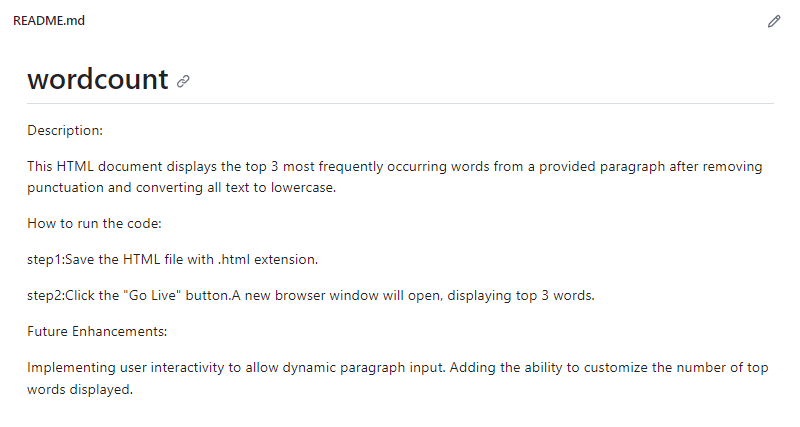 README.md
wordcount
Description:
This HTML document displays the top 3 most frequently occurring words from a provided paragraph after removing
punctuation and converting all text to lowercase.
How to run the code:
step1:Save the HTML file with .html extension.
step2:Click the "Go Live" button.A new browser window will open, displaying top 3 words.
Future Enhancements:
Implementing user interactivity to allow dynamic paragraph input. Adding the ability to customize the number of top
words displayed.